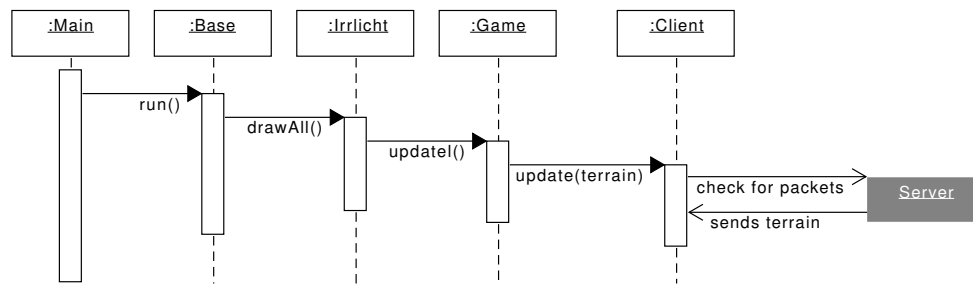 :Main
:Base
:Irrlicht
:Game
:Client
run()
drawAll()
updateI()
update(terrain)
check for packets
Server
sends terrain